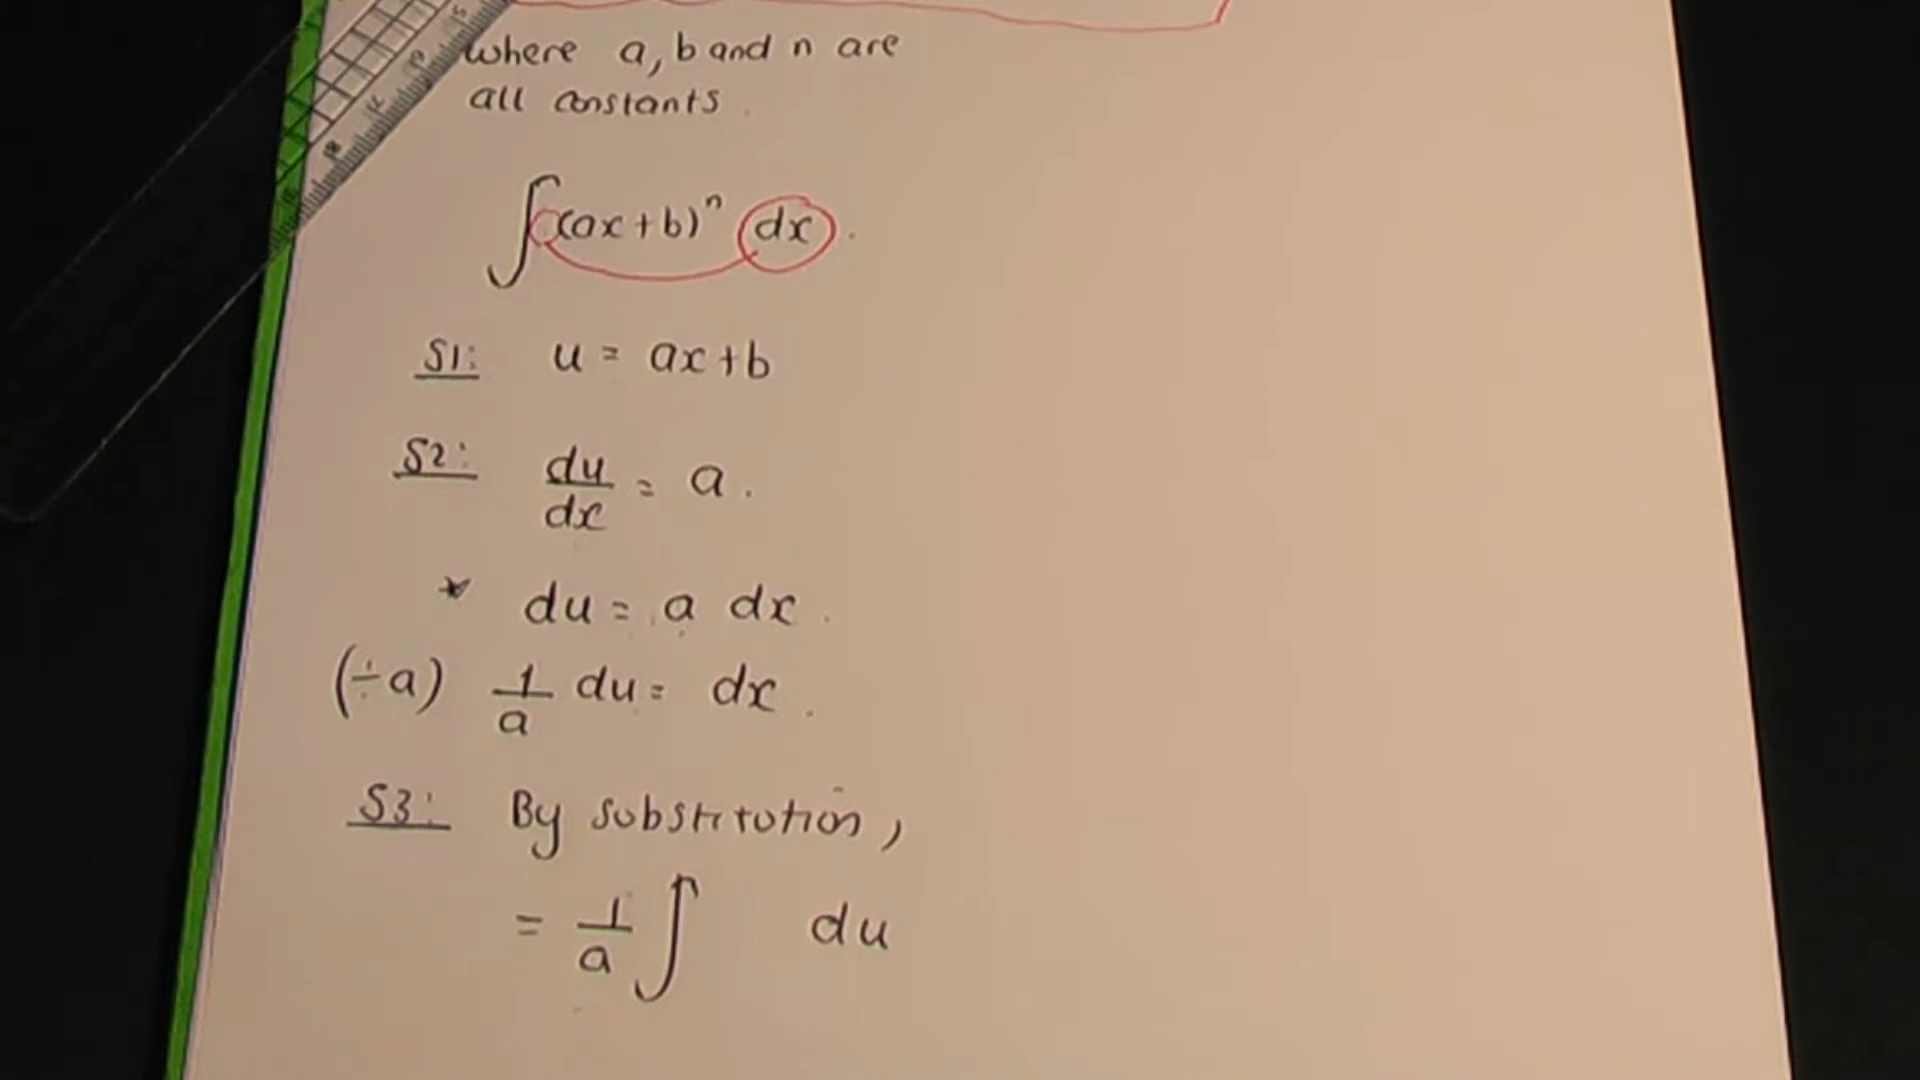 where a, b and n are
all constants.
∫(ax+b)ⁿ dx.
S1: u = ax+b
S2: du/dx = a.
* du = a dx.
(÷a) 1/a du = dx.
S3: By substitution,
= 1/a ∫ du